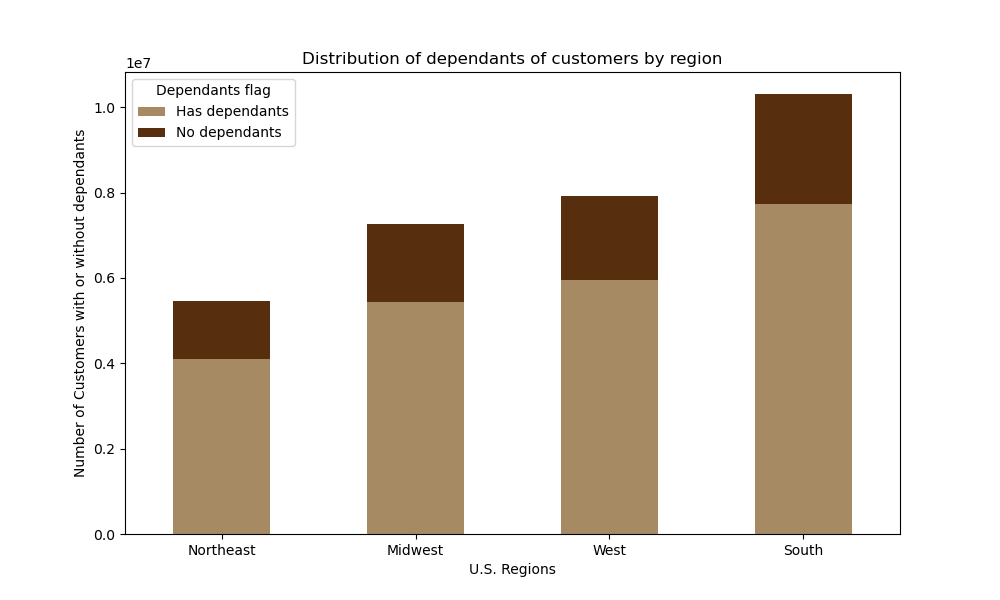 Distribution of dependants of customers by region
1e7
Dependants flag
Has dependants
No dependants
Number of Customers with or without dependants
1.0
0.8
0.6
0.4
0.2
0.0
Northeast
Midwest
West
South
U.S. Regions